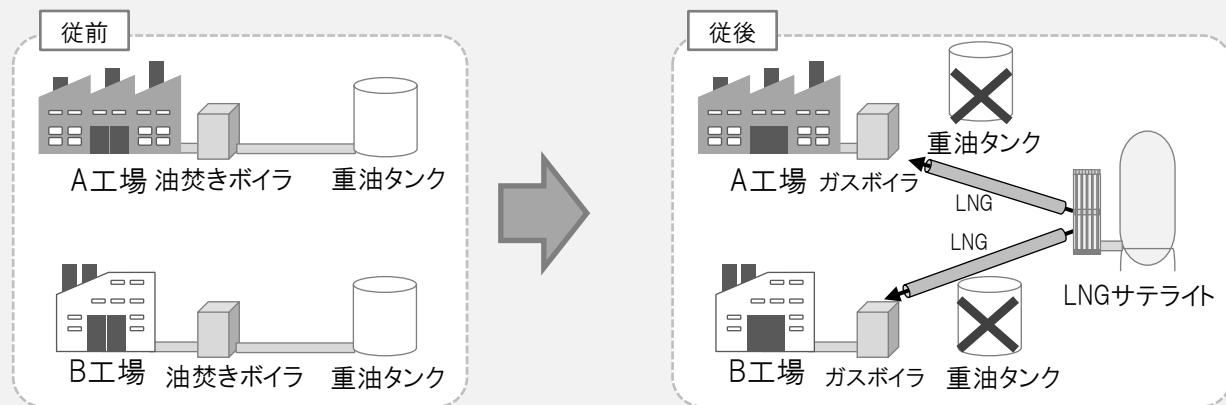 従前
A工場 油焚きボイラ 重油タンク
B工場 油焚きボイラ 重油タンク
従後
重油タンク
A工場 ガスボイラ
LNG
LNG
LNGサテライト
B工場 ガスボイラ 重油タンク